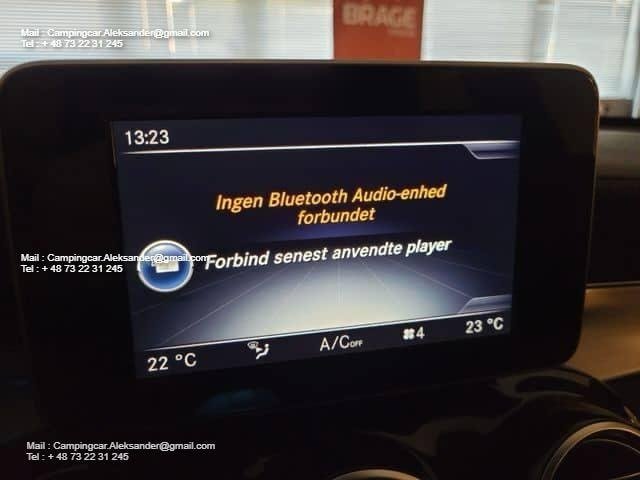 Mail : Campingcar.Aleksander@gmail.com
Tel : + 48 73 22 31 245
BRAGE
13:23
Ingen Bluetooth Audio-enhed
forbundet
Forbind senest anvendte player
Mail : Campingcar.Aleksander@gmail.com
Tel : + 48 73 22 31 245
22 °C
A/C OFF
4
23 °C
Mail : Campingcar.Aleksander@gmail.com
Tel : + 48 73 22 31 245